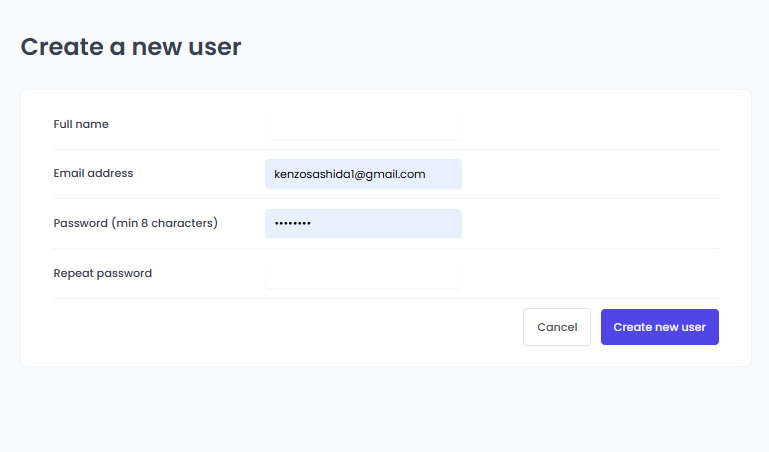 Create a new user
Full name
Email address
kenzosashida1@gmail.com
Password (min 8 characters)
••••••••
Repeat password
Cancel
Create new user